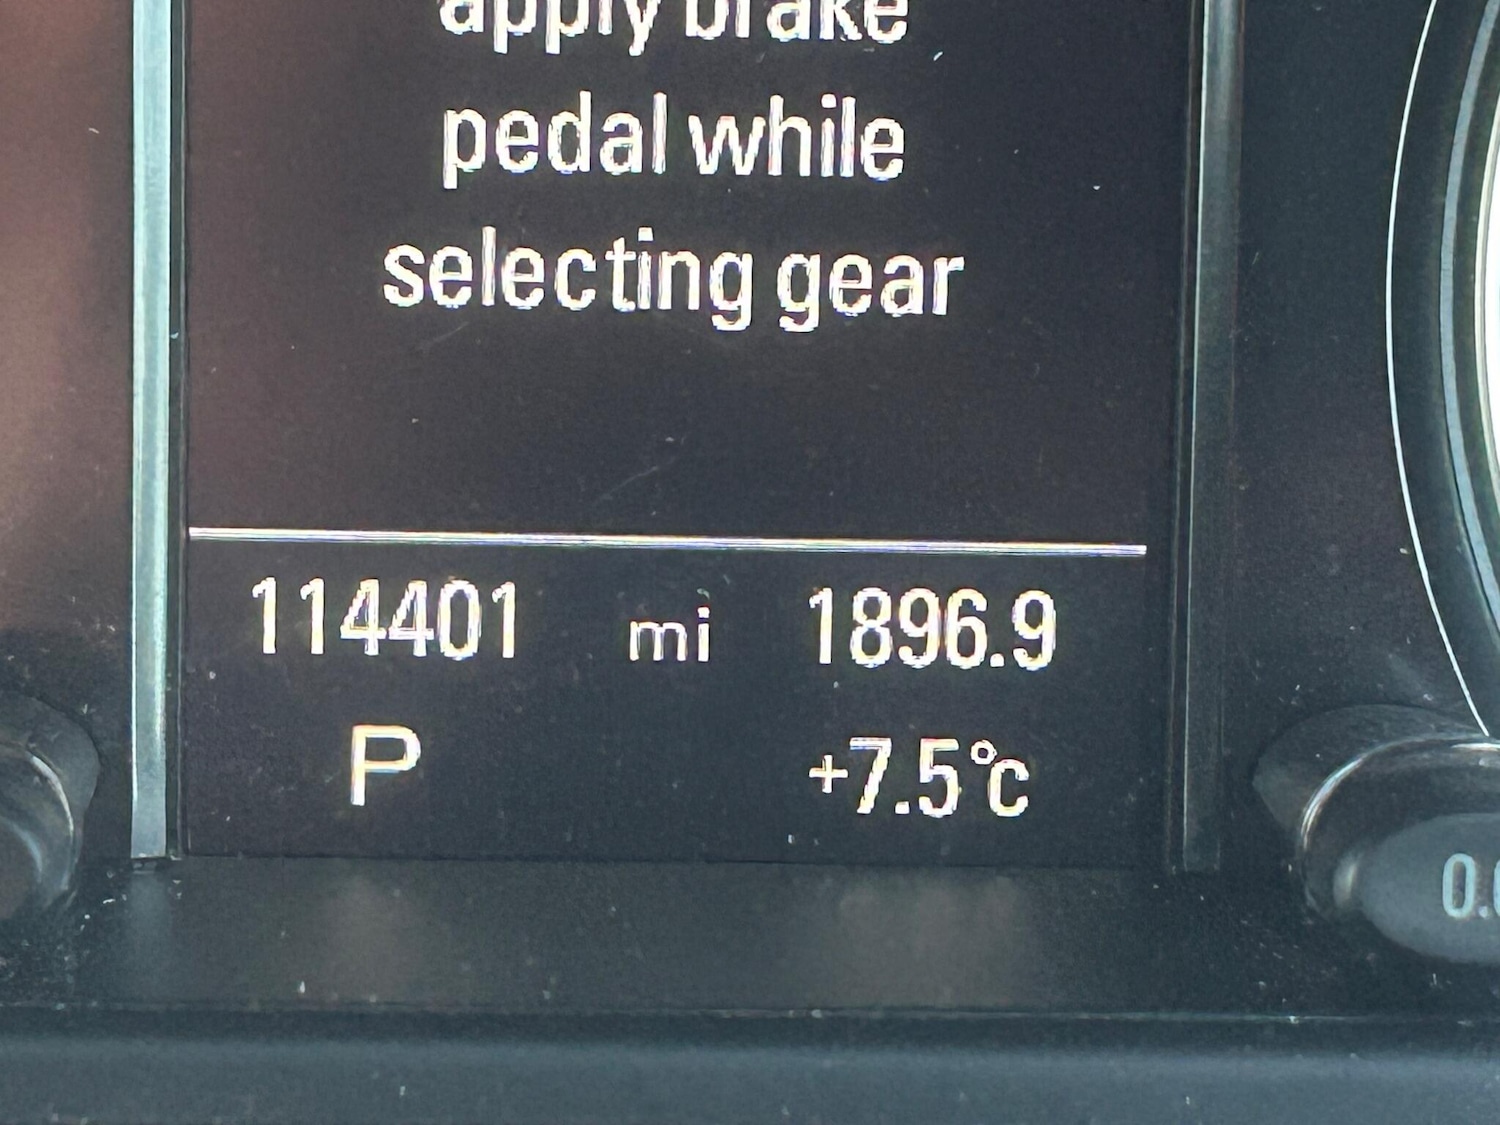 apply brake
pedal while
selecting gear
114401 mi 1896.9
P +7.5°C